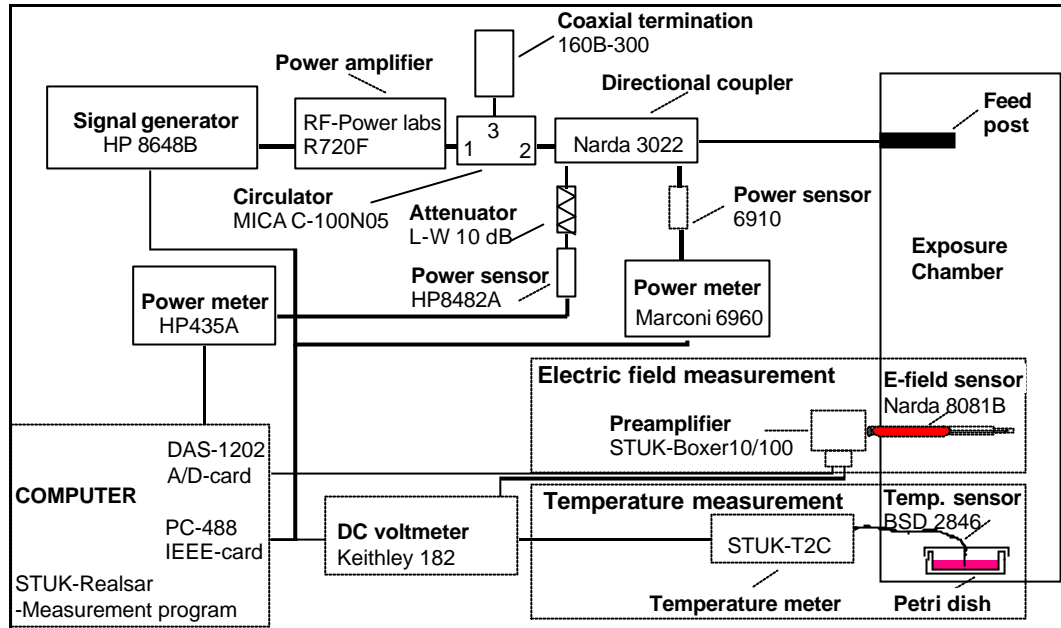 Coaxial termination
160B-300
Power amplifier
Directional coupler
Signal generator
HP 8648B
RF-Power labs
R720F
3
1
2
Narda 3022
Feed
post
Circulator
MICA C-100N05
Attenuator
L-W 10 dB
Power sensor
6910
Exposure
Chamber
Power sensor
HP8482A
Power meter
HP435A
Power meter
Marconi 6960
Electric field measurement
E-field sensor
Narda 8081B
Preamplifier
STUK-Boxer10/100
DAS-1202
A/D-card
COMPUTER
PC-488
IEEE-card
STUK-Realsar
-Measurement program
DC voltmeter
Keithley 182
Temperature measurement
Temp. sensor
BSD 2846
STUK-T2C
Temperature meter
Petri dish